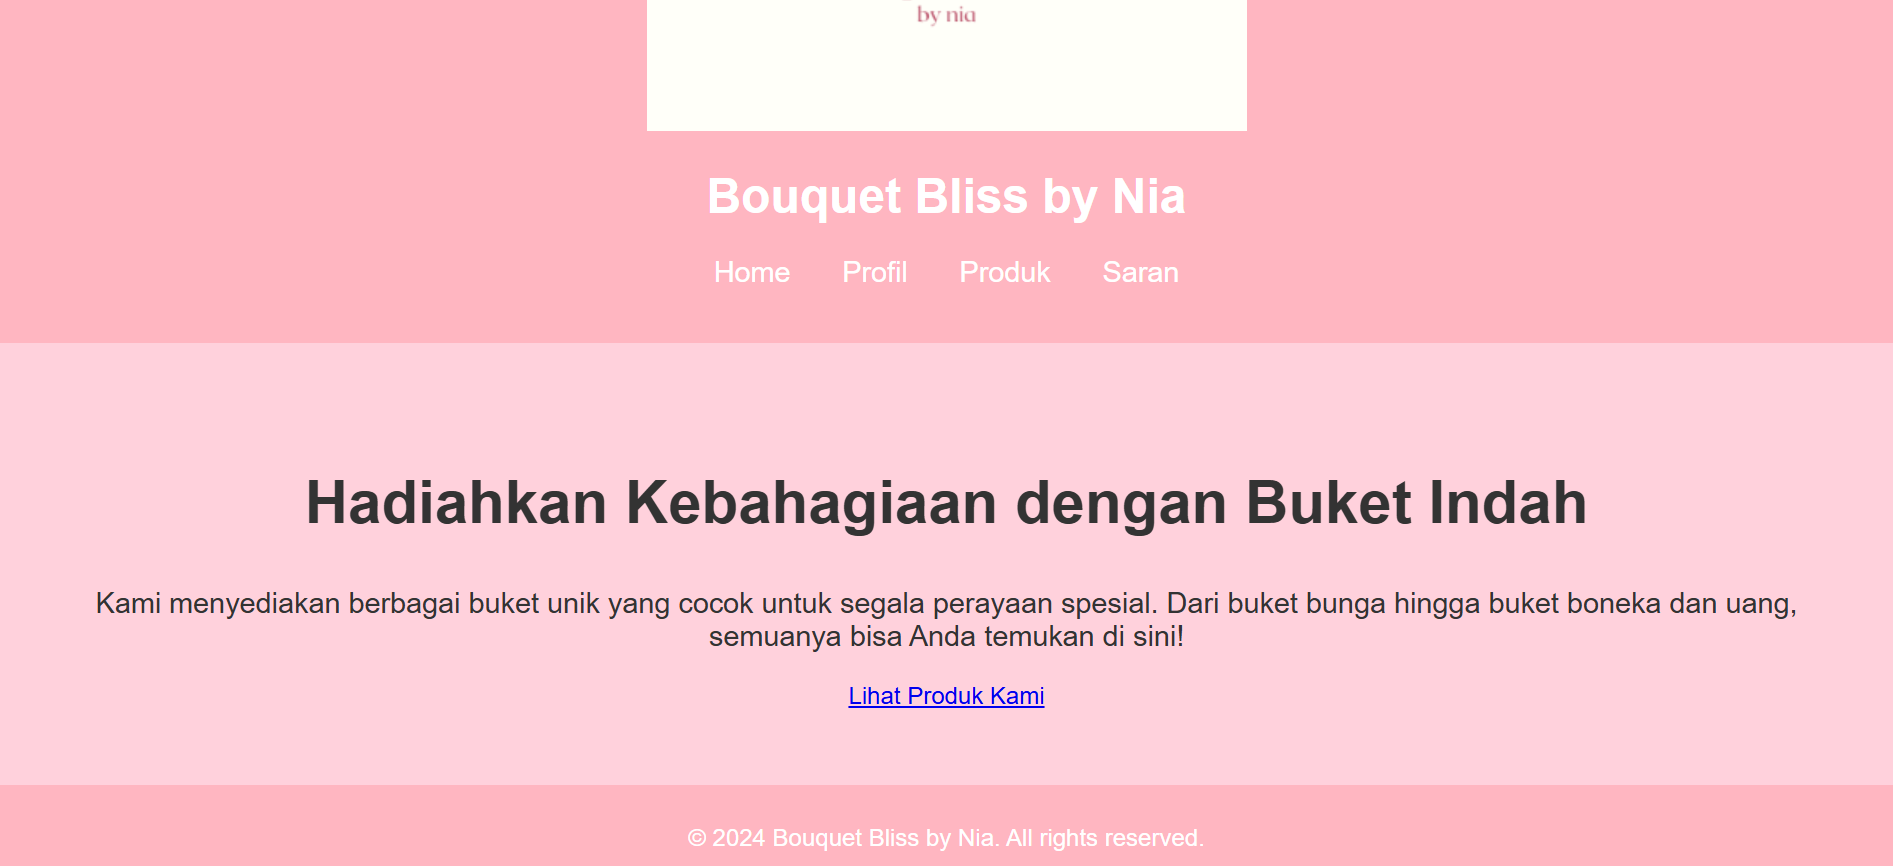 by nia
Bouquet Bliss by Nia
Home Profil Produk Saran
Hadiahkan Kebahagiaan dengan Buket Indah
Kami menyediakan berbagai buket unik yang cocok untuk segala perayaan spesial. Dari buket bunga hingga buket boneka dan uang,
semuanya bisa Anda temukan di sini!
Lihat Produk Kami
© 2024 Bouquet Bliss by Nia. All rights reserved.